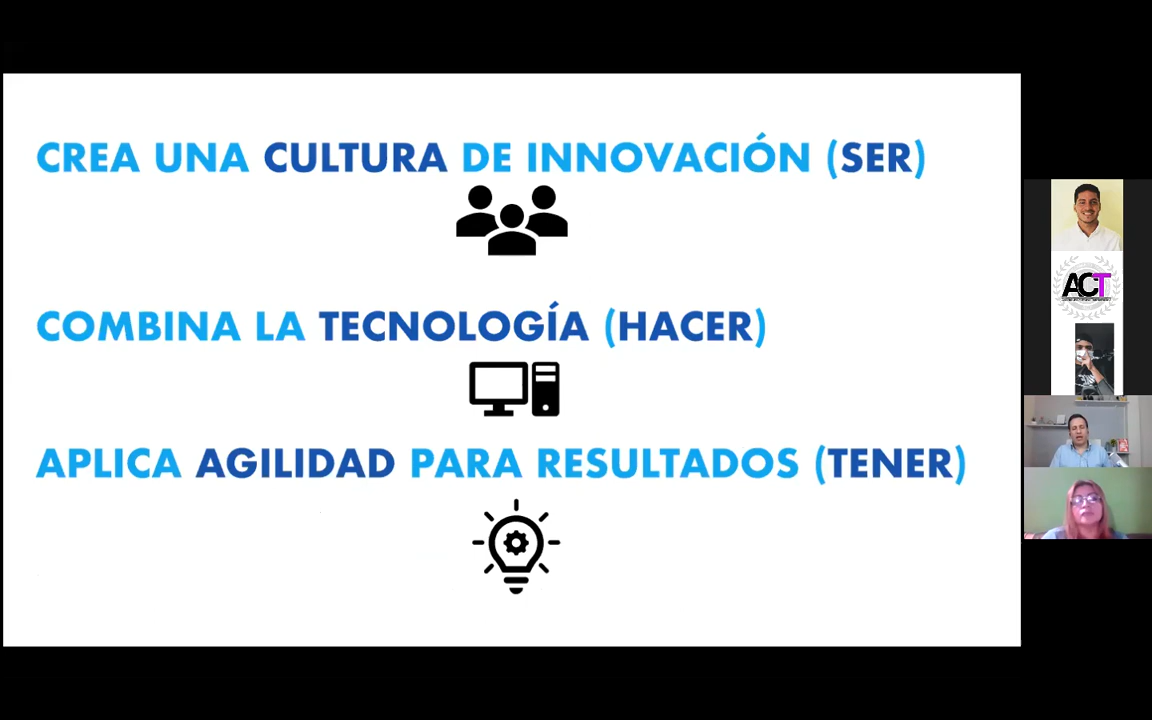 CREA UNA CULTURA DE INNOVACIÓN (SER)
COMBINA LA TECNOLOGÍA (HACER)
APLICA AGILIDAD PARA RESULTADOS (TENER)
ACT